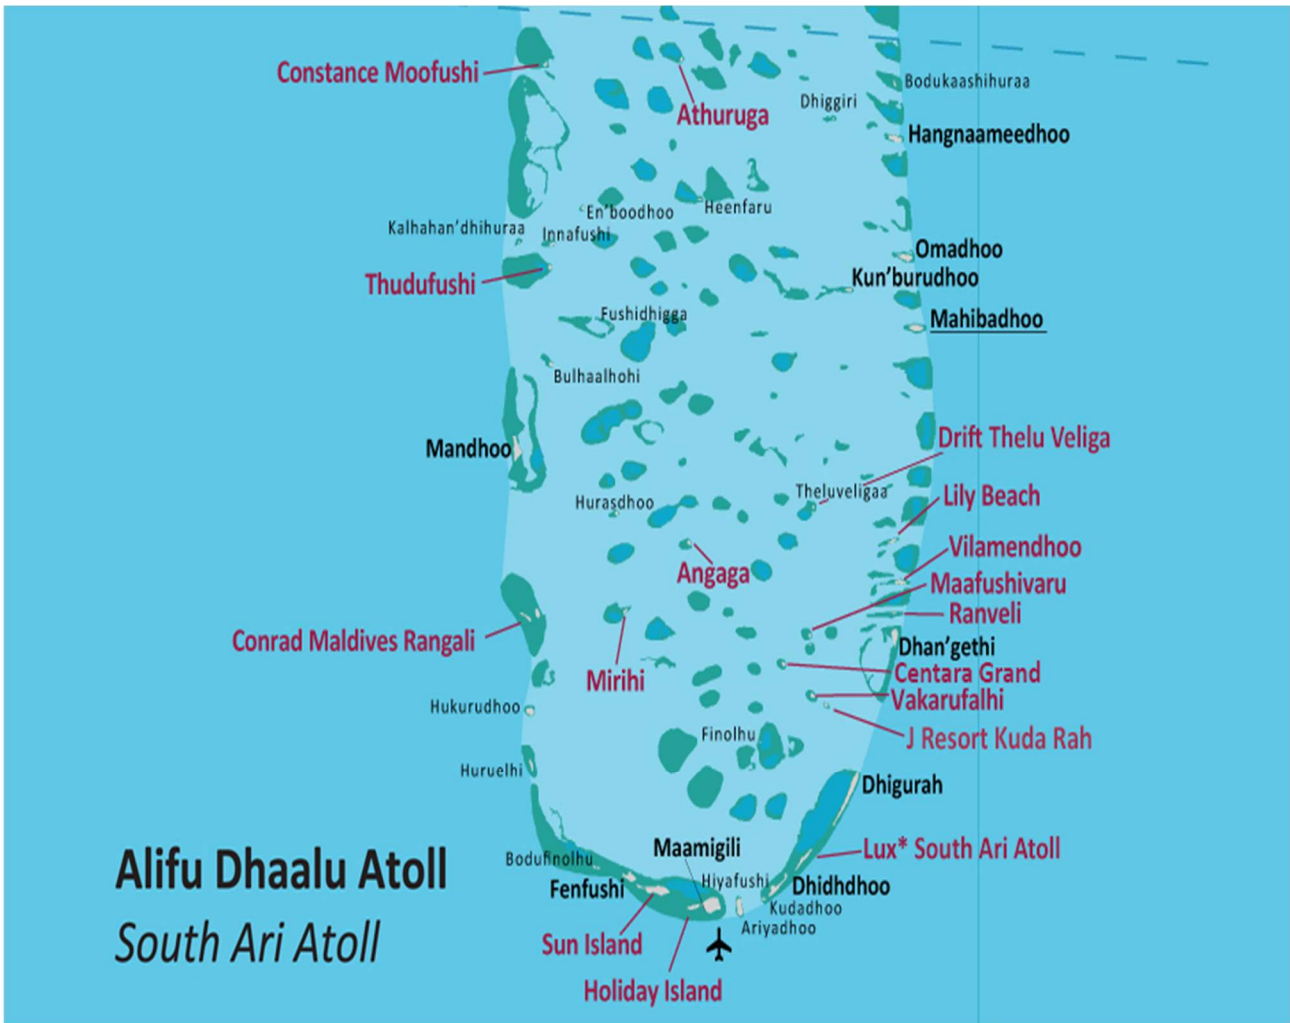 Constance Moofushi
Athuruga
Dhiggiri
Bodukaashihuraa
Hangnaameedhoo
En'boodhoo
Heenfaru
Kalhahan'dhihuraa
Innafushi
Omadhoo
Thudufushi
Kun'burudhoo
Fushidhigga
Mahibadhoo
Bulhaalhohi
Mandhoo
Drift Thelu Veliga
Theluveligaa
Lily Beach
Hurasdhoo
Vilamendhoo
Angaga
Maafushivaru
Ranveli
Conrad Maldives Rangali
Dhan'gethi
Centara Grand
Mirihi
Vakarufalhi
Hukurudhoo
Finolhu
J Resort Kuda Rah
Huruelhi
Dhigurah
Maamigili
Lux* South Ari Atoll
Bodufinolhu
Alifu Dhaalu Atoll
Hiyafushi
Dhidhdhoo
Fenfushi
Kudadhoo
Ariyadhoo
South Ari Atoll
Sun Island
Holiday Island